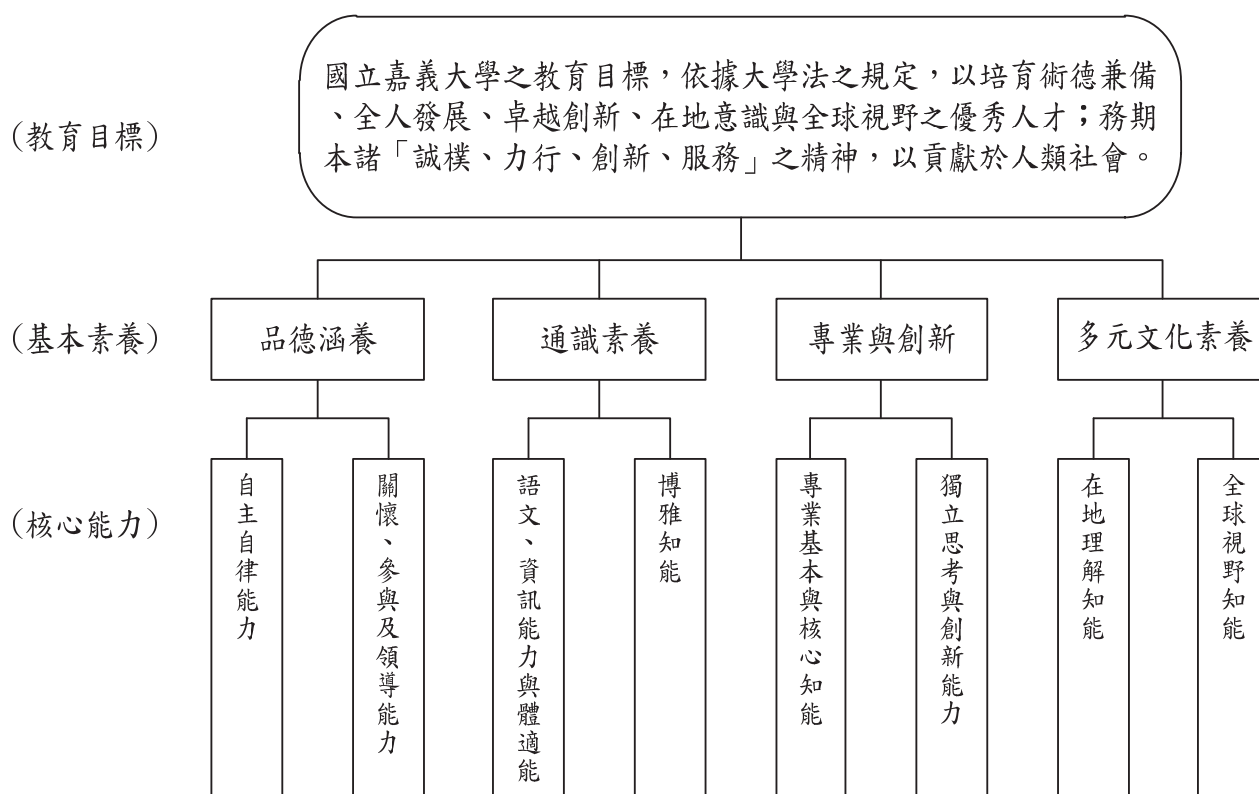 國立嘉義大學之教育目標，依據大學法之規定，以培育術德兼備
、全人發展、卓越創新、在地意識與全球視野之優秀人才；務期
本諸「誠樸、力行、創新、服務」之精神，以貢獻於人類社會。
（教育目標）
（基本素養）
品德涵養
通識素養
專業與創新
多元文化素養
（核心能力）
自主自律能力
關懷、參與及領導能力
語文、資訊能力與體適能
博雅知能
專業基本與核心知能
獨立思考與創新能力
在地理解知能
全球視野知能